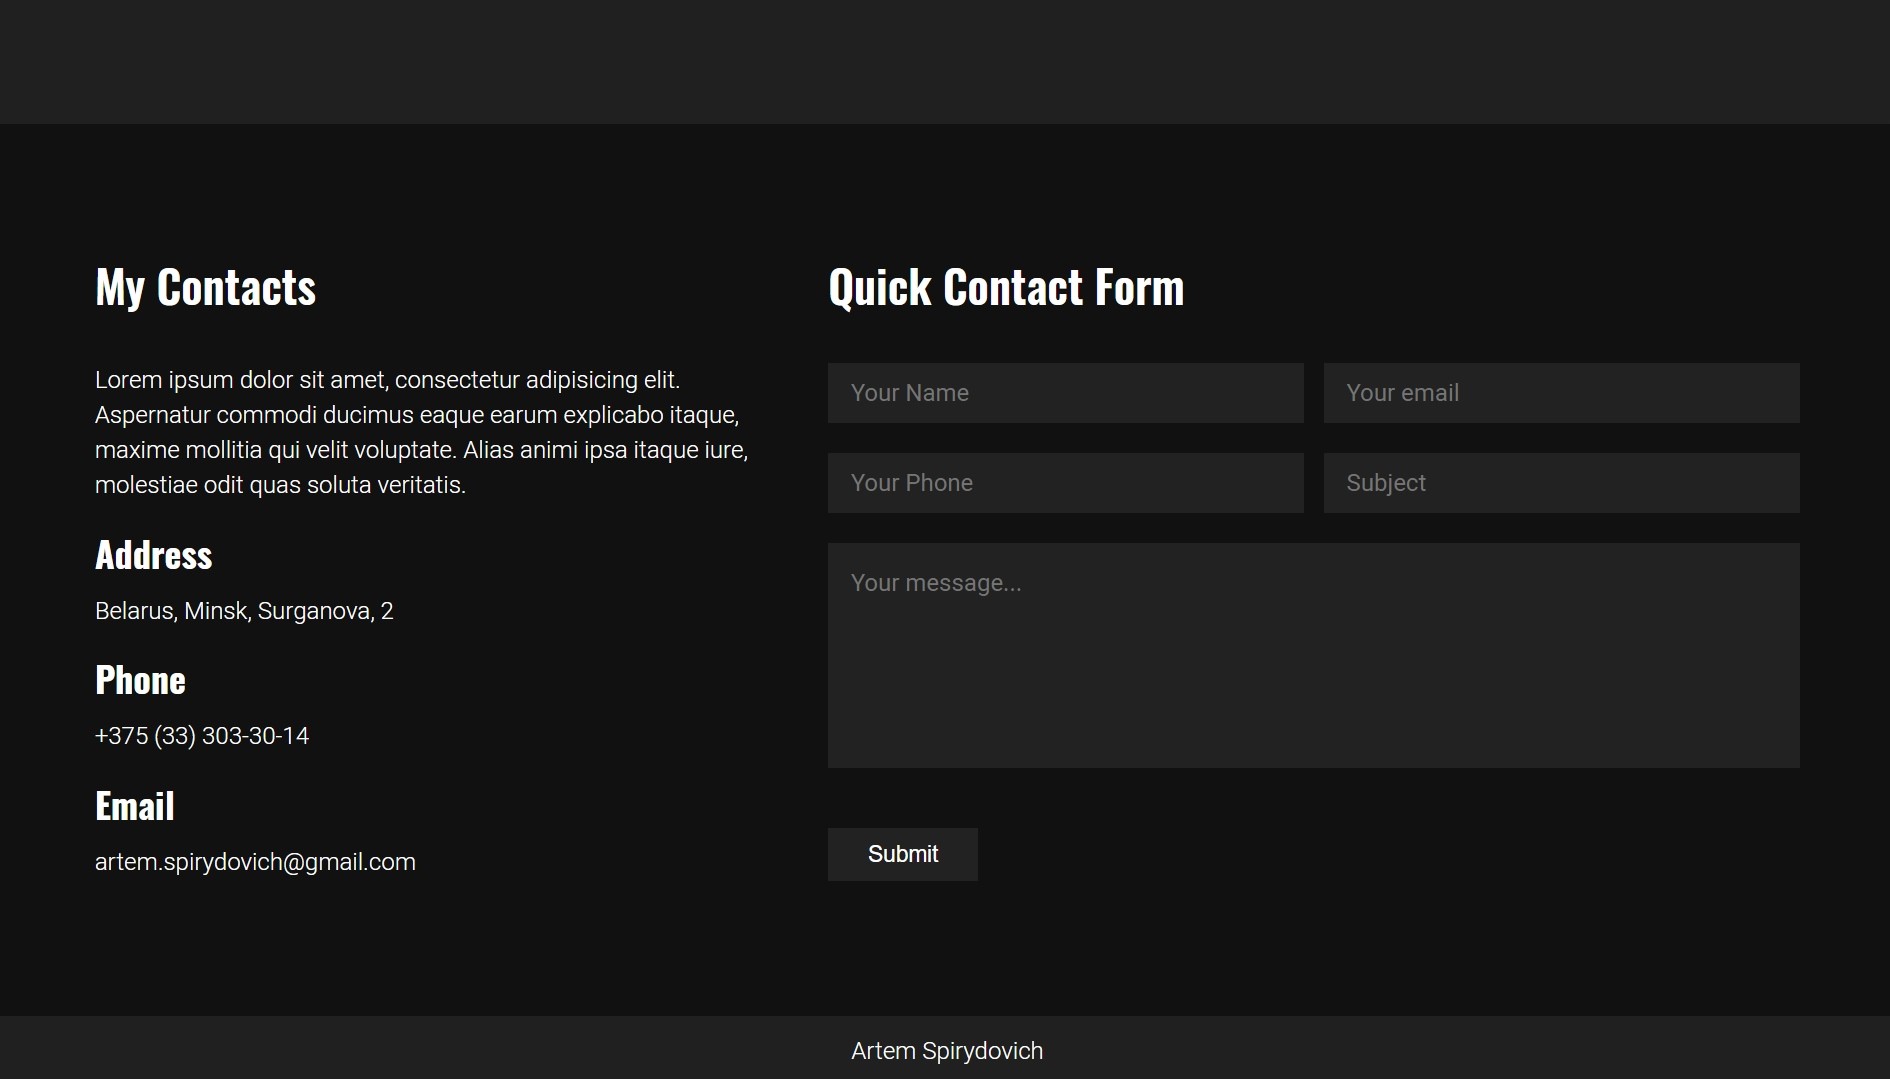 My Contacts
Lorem ipsum dolor sit amet, consectetur adipisicing elit.
Aspernatur commodi ducimus eaque earum explicabo itaque,
maxime mollitia qui velit voluptate. Alias animi ipsa itaque iure,
molestiae odit quas soluta veritatis.
Address
Belarus, Minsk, Surganova, 2
Phone
+375 (33) 303-30-14
Email
artem.spirydovich@gmail.com
Quick Contact Form
Your Name
Your email
Your Phone
Subject
Your message...
Submit
Artem Spirydovich